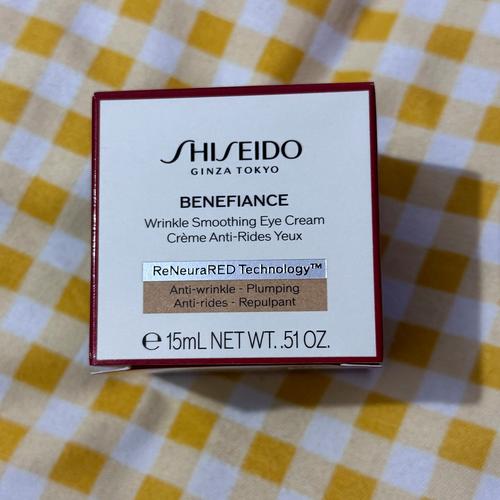 SHISEIDO
GINZA TOKYO
BENEFIANCE
Wrinkle Smoothing Eye Cream
Crème Anti-Rides Yeux
ReNeuraRED Technology™
Anti-wrinkle - Plumping
Anti-rides - Repulpant
℮ 15mL NET WT. .51 OZ.